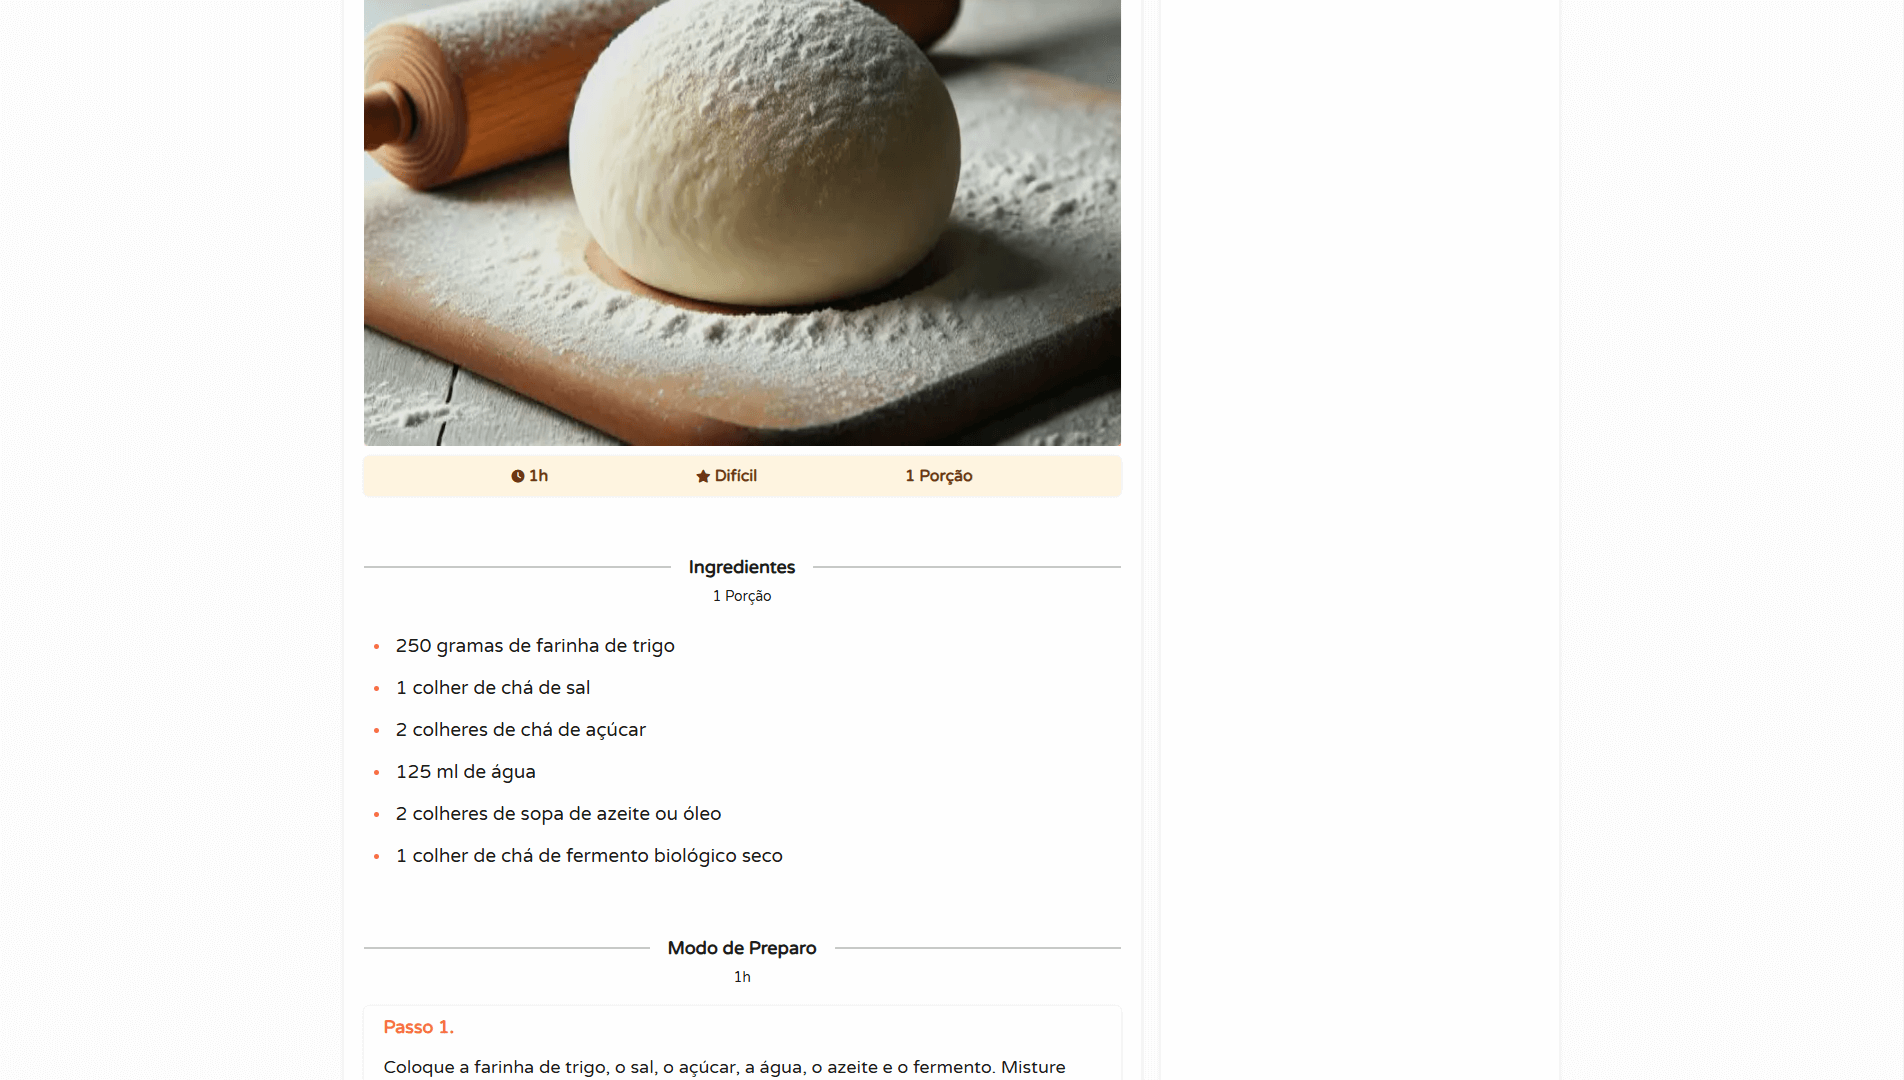 1h
Difícil
1 Porção
Ingredientes
1 Porção
250 gramas de farinha de trigo
1 colher de chá de sal
2 colheres de chá de açúcar
125 ml de água
2 colheres de sopa de azeite ou óleo
1 colher de chá de fermento biológico seco
Modo de Preparo
1h
Passo 1.
Coloque a farinha de trigo, o sal, o açúcar, a água, o azeite e o fermento. Misture